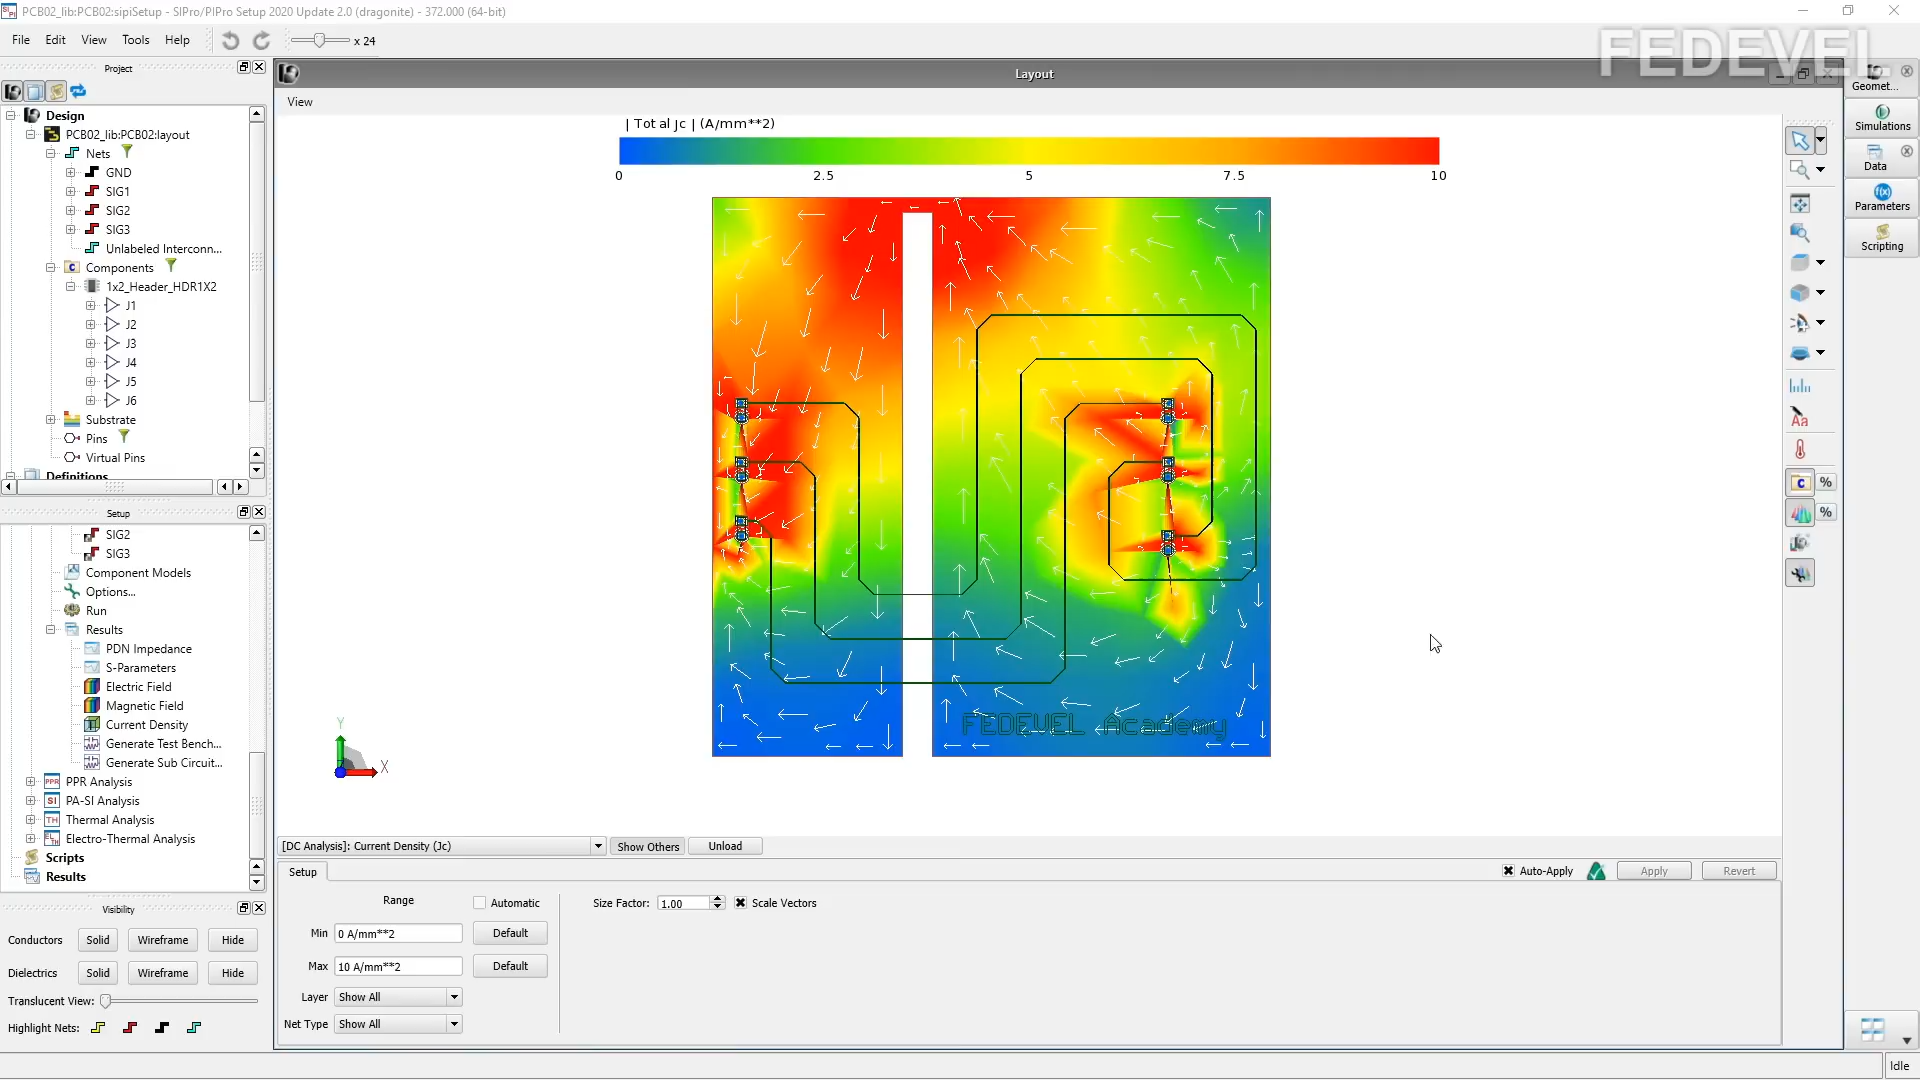 PCB02_lib:PCB02:sipiSetup - SIPro/PIPro Setup 2020 Update 2.0 (dragonite) - 372.000 (64-bit)
File Edit View Tools Help x 24
FEDEVEL
Project
Layout
View
Design
PCB02_lib:PCB02:layout
Nets
GND
SIG1
SIG2
SIG3
Unlabeled Interconn...
Components
1x2_Header_HDR1X2
J1
J2
J3
J4
J5
J6
Substrate
Pins
Virtual Pins
Definitions
Setup
SIG2
SIG3
Component Models
Options...
Run
Results
PDN Impedance
S-Parameters
Electric Field
Magnetic Field
Current Density
Generate Test Bench...
Generate Sub Circuit...
PPR Analysis
PA-SI Analysis
Thermal Analysis
Electro-Thermal Analysis
Scripts
Results
Visibility
Conductors Solid Wireframe Hide
Dielectrics Solid Wireframe Hide
Translucent View:
Highlight Nets:
| Total Jc | (A/mm**2)
0 2.5 5 7.5 10
FEDEVEL Academy
Y
X
[DC Analysis]: Current Density (Jc) Show Others Unload
Setup
Auto-Apply Apply Revert
Range Automatic Size Factor: 1.00 Scale Vectors
Min 0 A/mm**2 Default
Max 10 A/mm**2 Default
Layer Show All
Net Type Show All
Geomet...
Simulations
Data
Parameters
Scripting
Aa
%
%
Idle